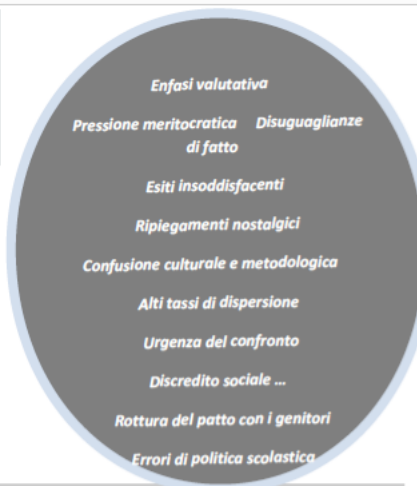 Enfasi valutativa
Pressione meritocratica Disuguaglianze
di fatto
Esiti insoddisfacenti
Ripiegamenti nostalgici
Confusione culturale e metodologica
Alti tassi di dispersione
Urgenza del confronto
Discredito sociale ...
Rottura del patto con i genitori
Errori di politica scolastica